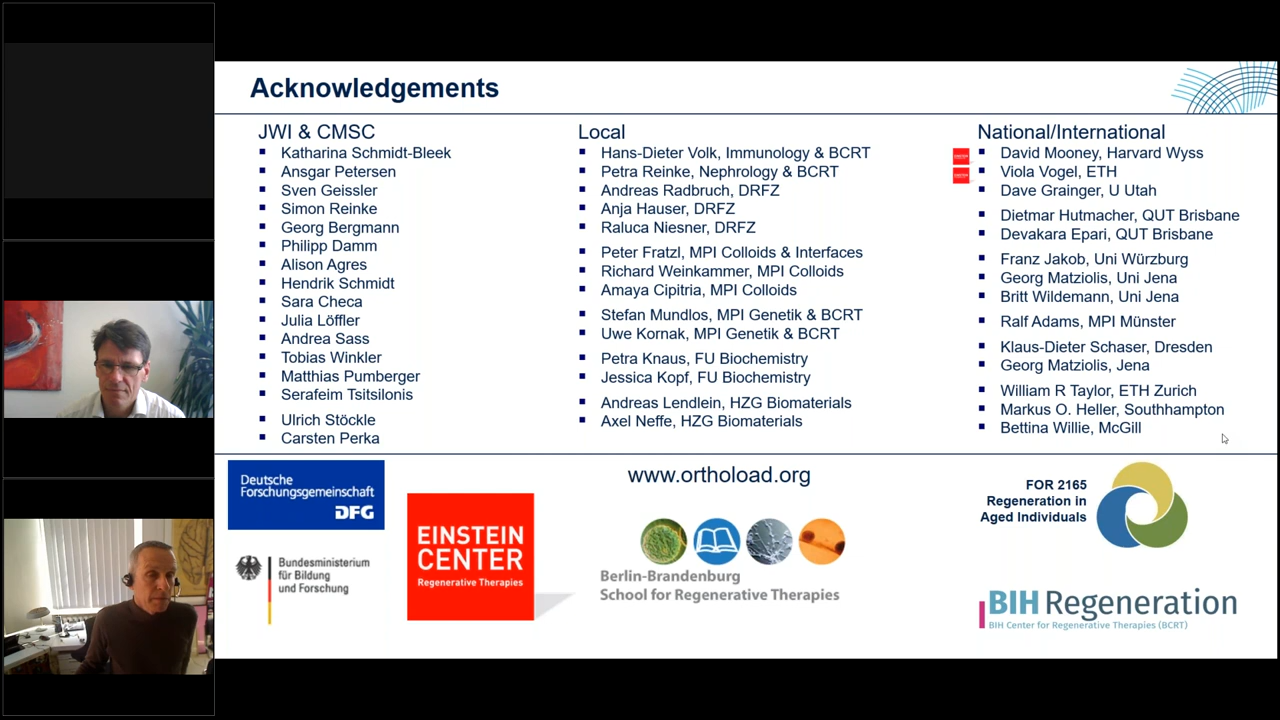 Acknowledgements
JWI & CMSC
Katharina Schmidt-Bleek
Ansgar Petersen
Sven Geissler
Simon Reinke
Georg Bergmann
Philipp Damm
Alison Agres
Hendrik Schmidt
Sara Checa
Julia Löffler
Andrea Sass
Tobias Winkler
Matthias Pumberger
Serafeim Tsitsilonis
Ulrich Stöckle
Carsten Perka
Local
Hans-Dieter Volk, Immunology & BCRT
Petra Reinke, Nephrology & BCRT
Andreas Radbruch, DRFZ
Anja Hauser, DRFZ
Raluca Niesner, DRFZ
Peter Fratzl, MPI Colloids & Interfaces
Richard Weinkammer, MPI Colloids
Amaya Cipitria, MPI Colloids
Stefan Mundlos, MPI Genetik & BCRT
Uwe Kornak, MPI Genetik & BCRT
Petra Knaus, FU Biochemistry
Jessica Kopf, FU Biochemistry
Andreas Lendlein, HZG Biomaterials
Axel Neffe, HZG Biomaterials
National/International
David Mooney, Harvard Wyss
Viola Vogel, ETH
Dave Grainger, U Utah
Dietmar Hutmacher, QUT Brisbane
Devakara Epari, QUT Brisbane
Franz Jakob, Uni Würzburg
Georg Matziolis, Uni Jena
Britt Wildemann, Uni Jena
Ralf Adams, MPI Münster
Klaus-Dieter Schaser, Dresden
Georg Matziolis, Jena
William R Taylor, ETH Zurich
Markus O. Heller, Southhampton
Bettina Willie, McGill
Deutsche
Forschungsgemeinschaft
DFG
Bundesministerium
für Bildung
und Forschung
EINSTEIN
CENTER
Regenerative Therapies
www.orthoload.org
Berlin-Brandenburg
School for Regenerative Therapies
FOR 2165
Regeneration in
Aged Individuals
BIH Regeneration
BIH Center for Regenerative Therapies (BCRT)